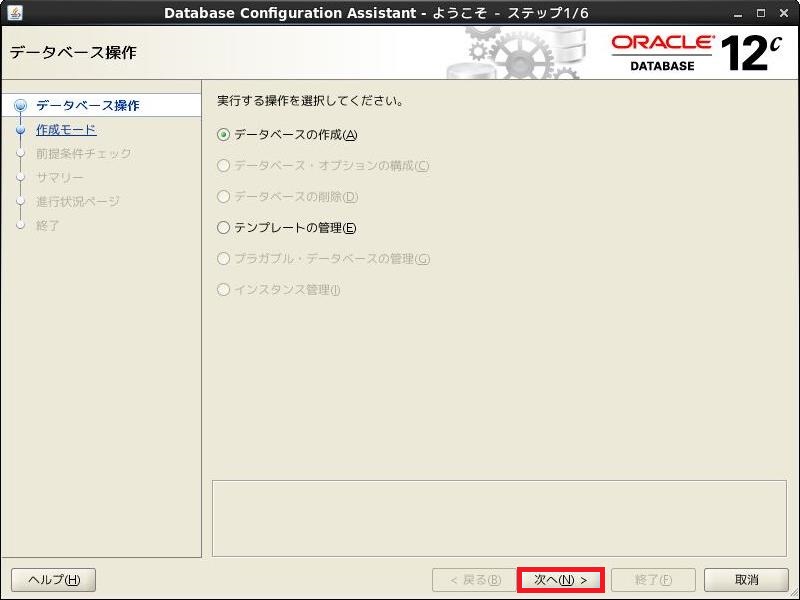 Database Configuration Assistant - ようこそ - ステップ1/6
データベース操作
ORACLE
DATABASE
12c
データベース操作
作成モード
前提条件チェック
サマリー
進行状況ページ
終了
実行する操作を選択してください。
データベースの作成(A)
データベース・オプションの構成(C)
データベースの削除(D)
テンプレートの管理(E)
プラガブル・データベースの管理(G)
インスタンス管理(I)
ヘルプ(H)
< 戻る(B)
次へ(N) >
終了(F)
取消